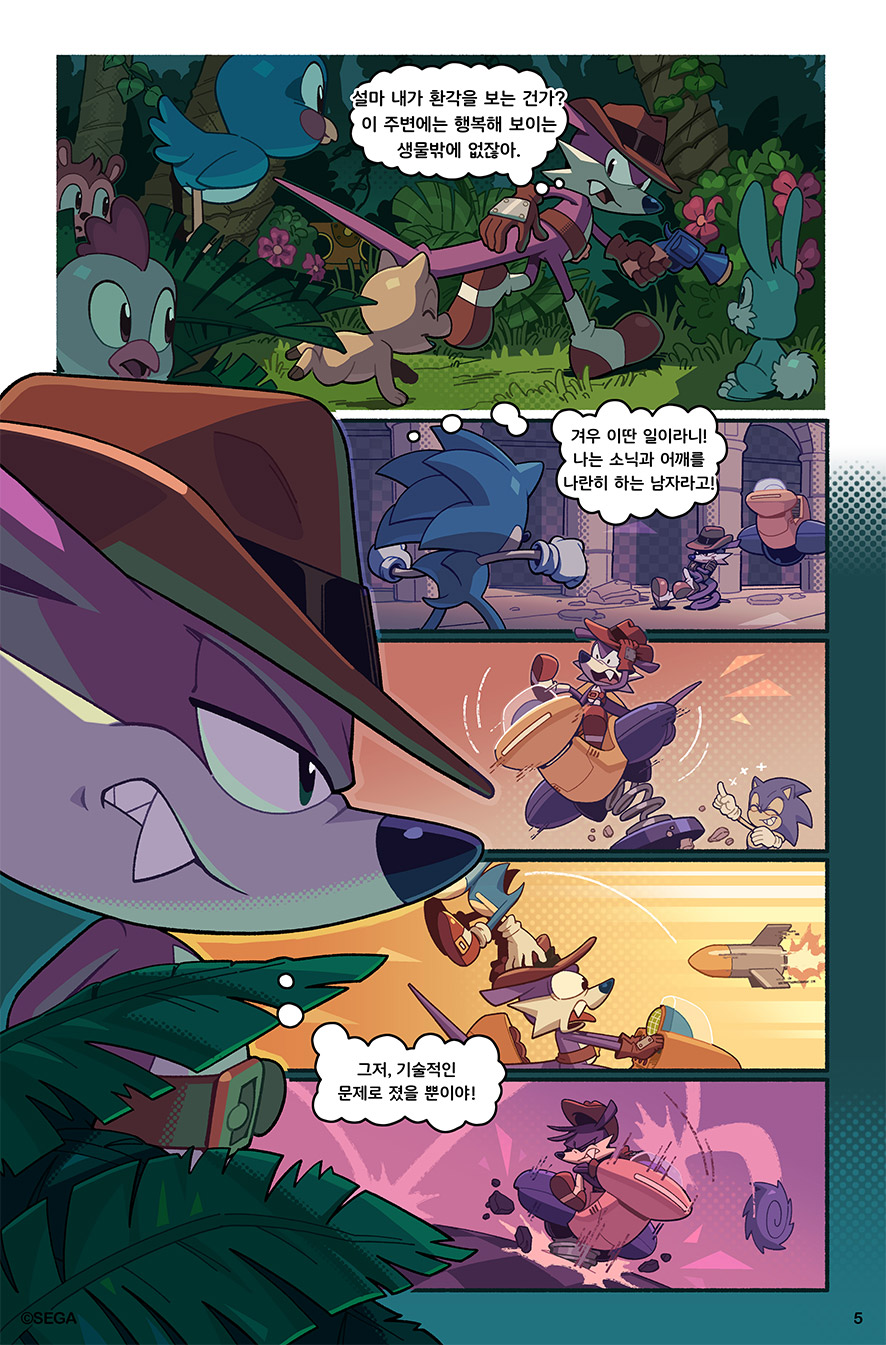 설마 내가 환각을 보는 건가?
이 주변에는 행복해 보이는
생물밖에 없잖아.
겨우 이딴 일이라니!
나는 소닉과 어깨를
나란히 하는 남자라고!
그저, 기술적인
문제로 졌을 뿐이야!
©SEGA
5